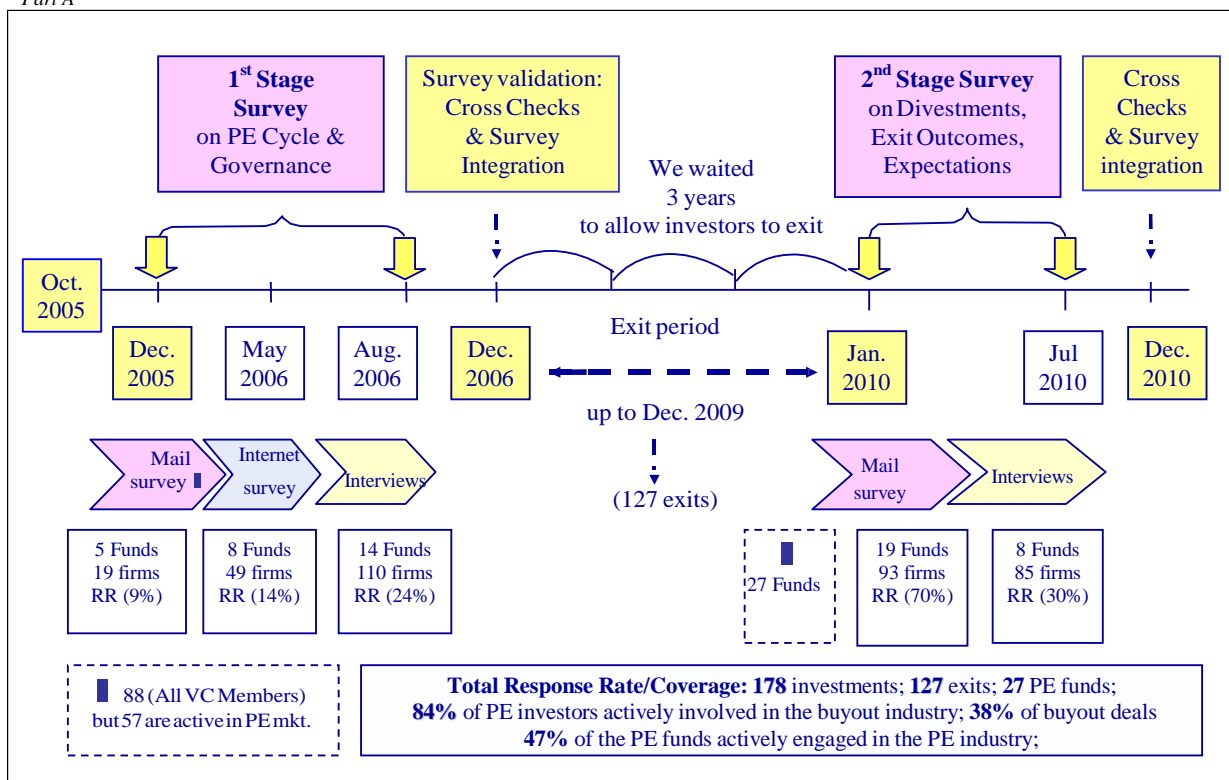 Part A
1st Stage
Survey
on PE Cycle &
Governance
Survey validation:
Cross Checks
& Survey
Integration
We waited
3 years
to allow investors to exit
2nd Stage Survey
on Divestments,
Exit Outcomes,
Expectations
Cross
Checks
& Survey
integration
Oct.
2005
Dec.
2005
May
2006
Aug.
2006
Dec.
2006
Exit period
up to Dec. 2009
(127 exits)
Jan.
2010
Jul
2010
Dec.
2010
Mail
survey
Internet
survey
Interviews
Mail
survey
Interviews
5 Funds
19 firms
RR (9%)
8 Funds
49 firms
RR (14%)
14 Funds
110 firms
RR (24%)
27 Funds
19 Funds
93 firms
RR (70%)
8 Funds
85 firms
RR (30%)
88 (All VC Members)
but 57 are active in PE mkt.
Total Response Rate/Coverage: 178 investments; 127 exits; 27 PE funds;
84% of PE investors actively involved in the buyout industry; 38% of buyout deals
47% of the PE funds actively engaged in the PE industry;